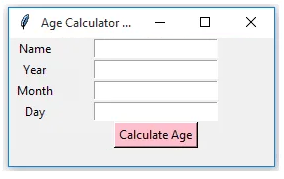 Age Calculator ...
Name
Year
Month
Day
Calculate Age